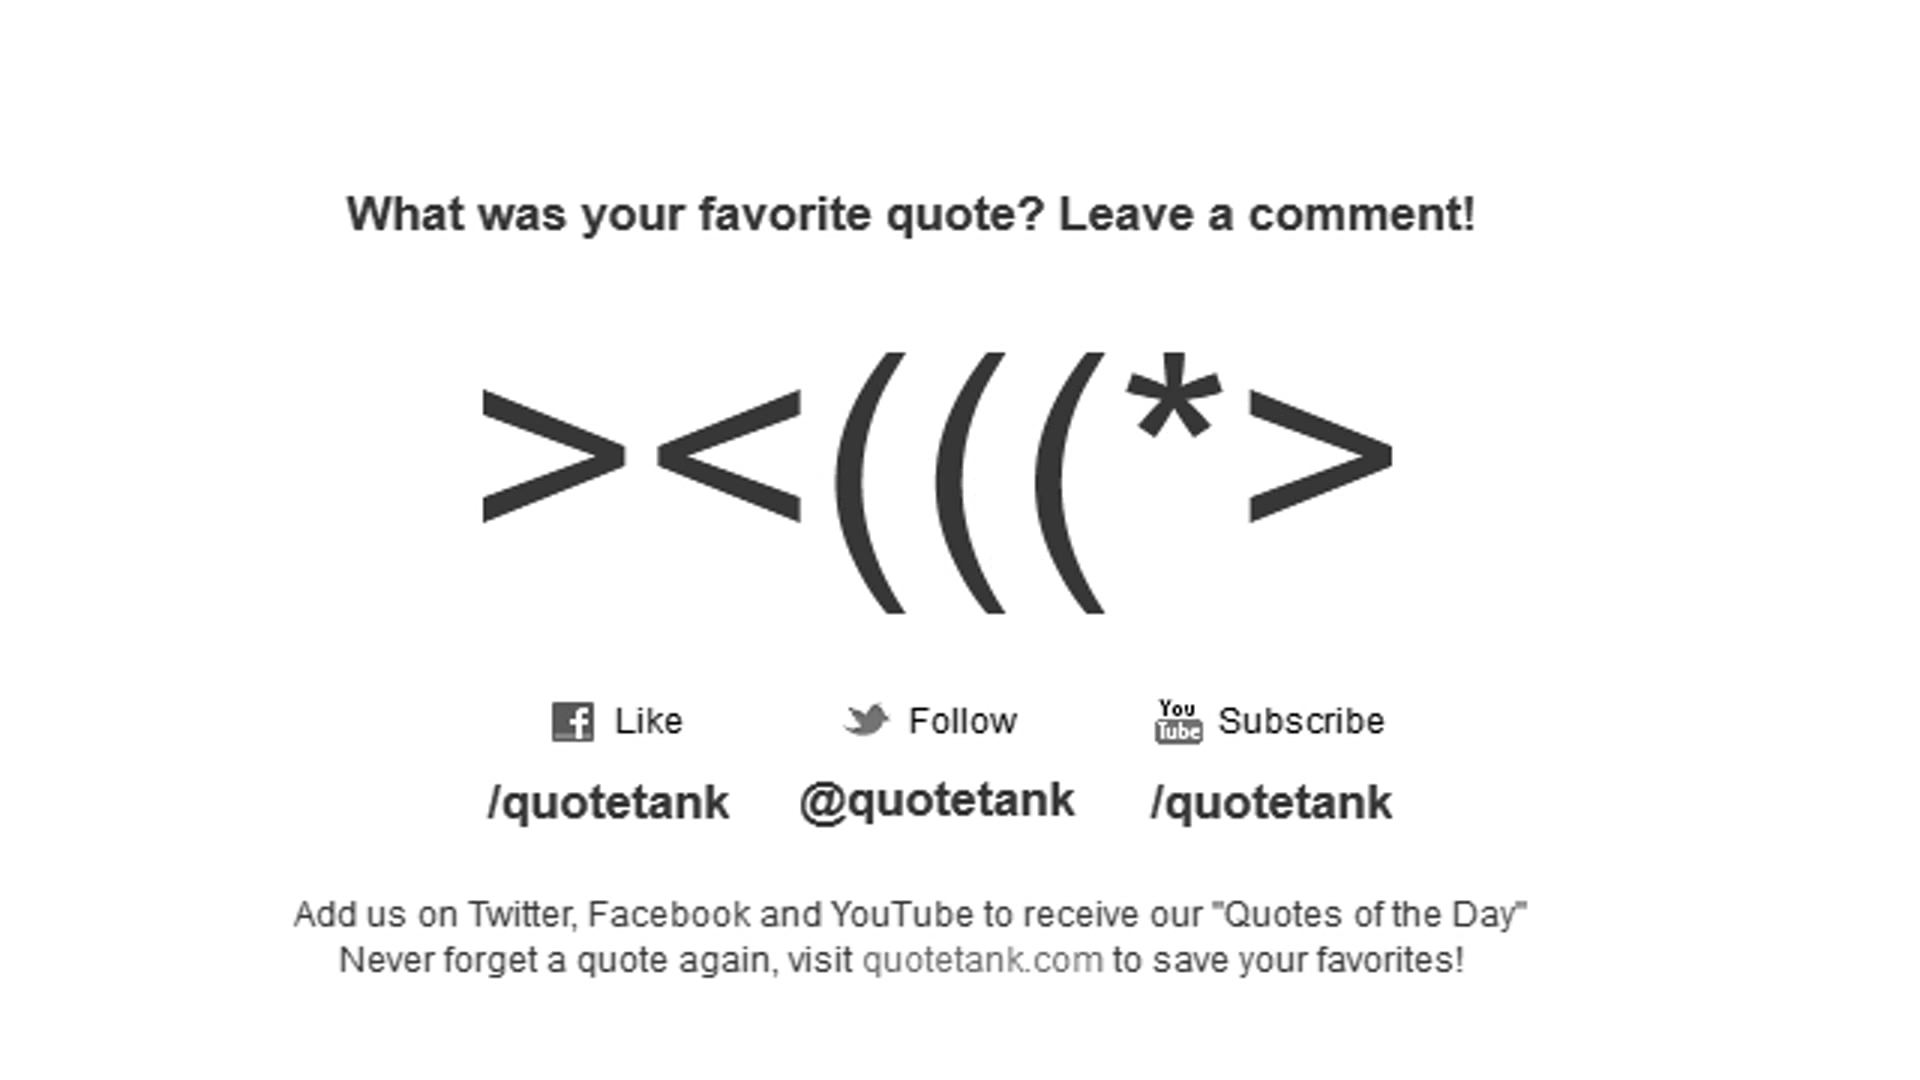 What was your favorite quote? Leave a comment!
><(((*>
f Like Follow You Tube Subscribe
/quotetank @quotetank /quotetank
Add us on Twitter, Facebook and YouTube to receive our "Quotes of the Day"
Never forget a quote again, visit quotetank.com to save your favorites!